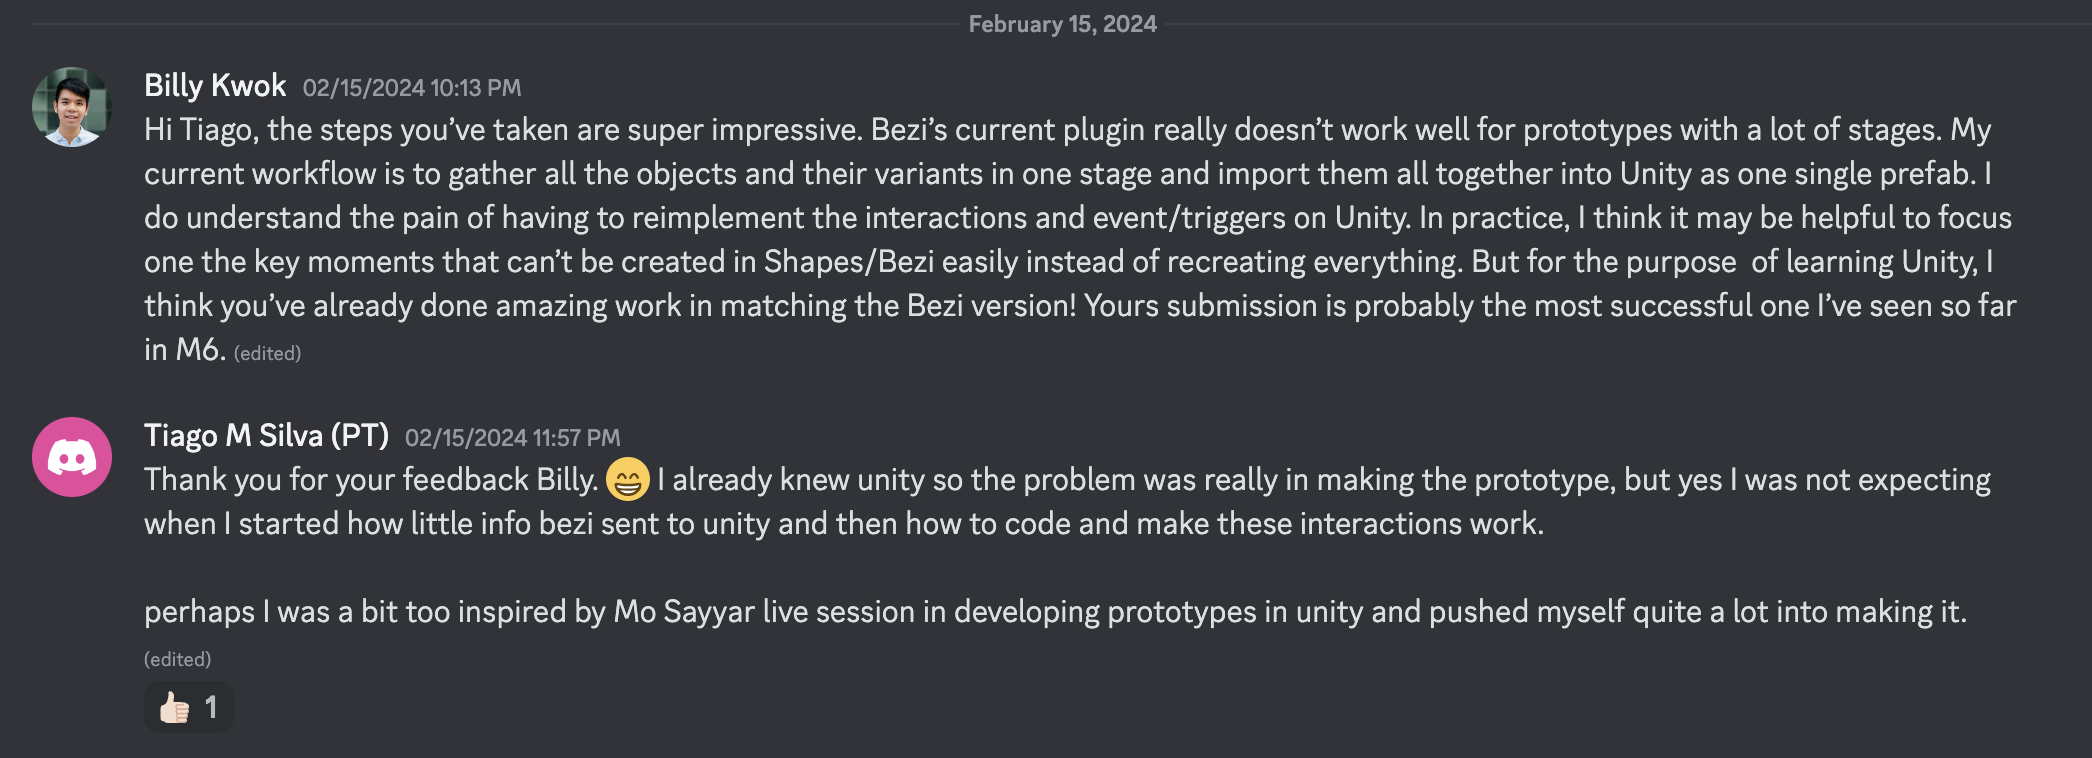 February 15, 2024
Billy Kwok 02/15/2024 10:13 PM
Hi Tiago, the steps you’ve taken are super impressive. Bezi’s current plugin really doesn’t work well for prototypes with a lot of stages. My
current workflow is to gather all the objects and their variants in one stage and import them all together into Unity as one single prefab. I
do understand the pain of having to reimplement the interactions and event/triggers on Unity. In practice, I think it may be helpful to focus
one the key moments that can’t be created in Shapes/Bezi easily instead of recreating everything. But for the purpose  of learning Unity, I
think you’ve already done amazing work in matching the Bezi version! Yours submission is probably the most successful one I’ve seen so far
in M6. (edited)
Tiago M Silva (PT) 02/15/2024 11:57 PM
Thank you for your feedback Billy. 😁 I already knew unity so the problem was really in making the prototype, but yes I was not expecting
when I started how little info bezi sent to unity and then how to code and make these interactions work.
perhaps I was a bit too inspired by Mo Sayyar live session in developing prototypes in unity and pushed myself quite a lot into making it.
(edited)
👍🏻 1